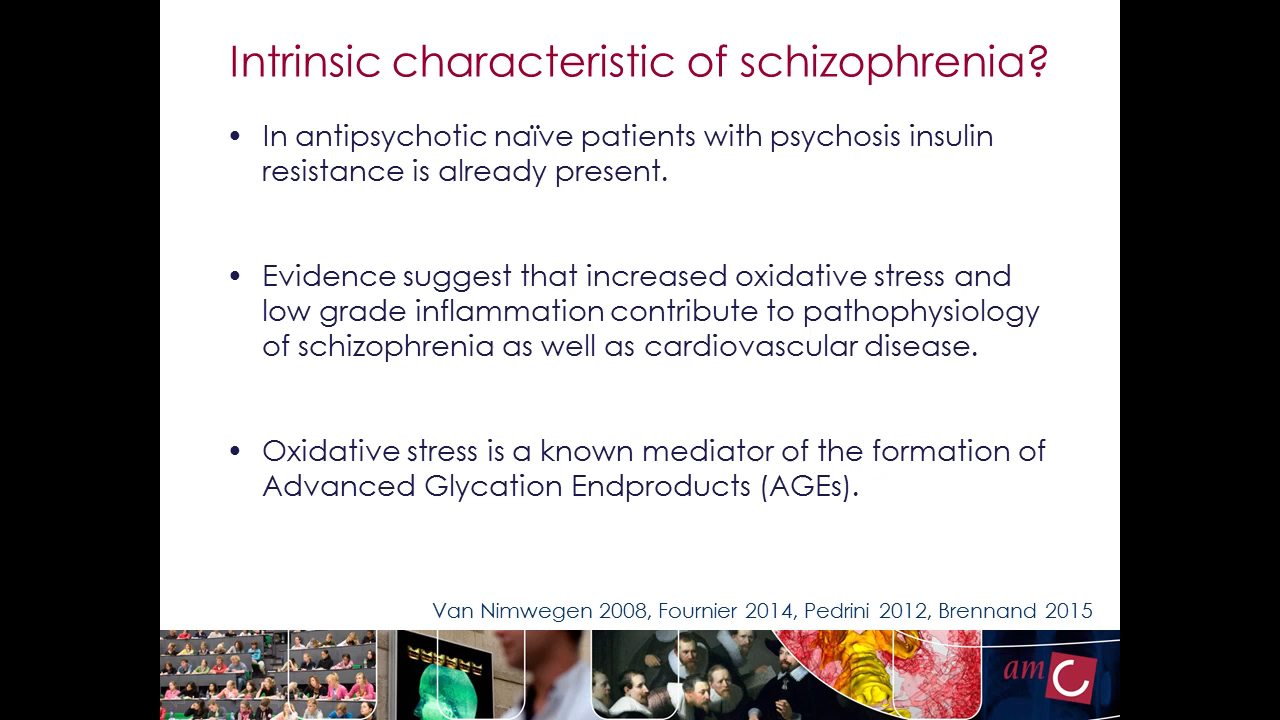 Intrinsic characteristic of schizophrenia?
• In antipsychotic naïve patients with psychosis insulin
resistance is already present.
• Evidence suggest that increased oxidative stress and
low grade inflammation contribute to pathophysiology
of schizophrenia as well as cardiovascular disease.
• Oxidative stress is a known mediator of the formation of
Advanced Glycation Endproducts (AGEs).
Van Nimwegen 2008, Fournier 2014, Pedrini 2012, Brennand 2015
amC